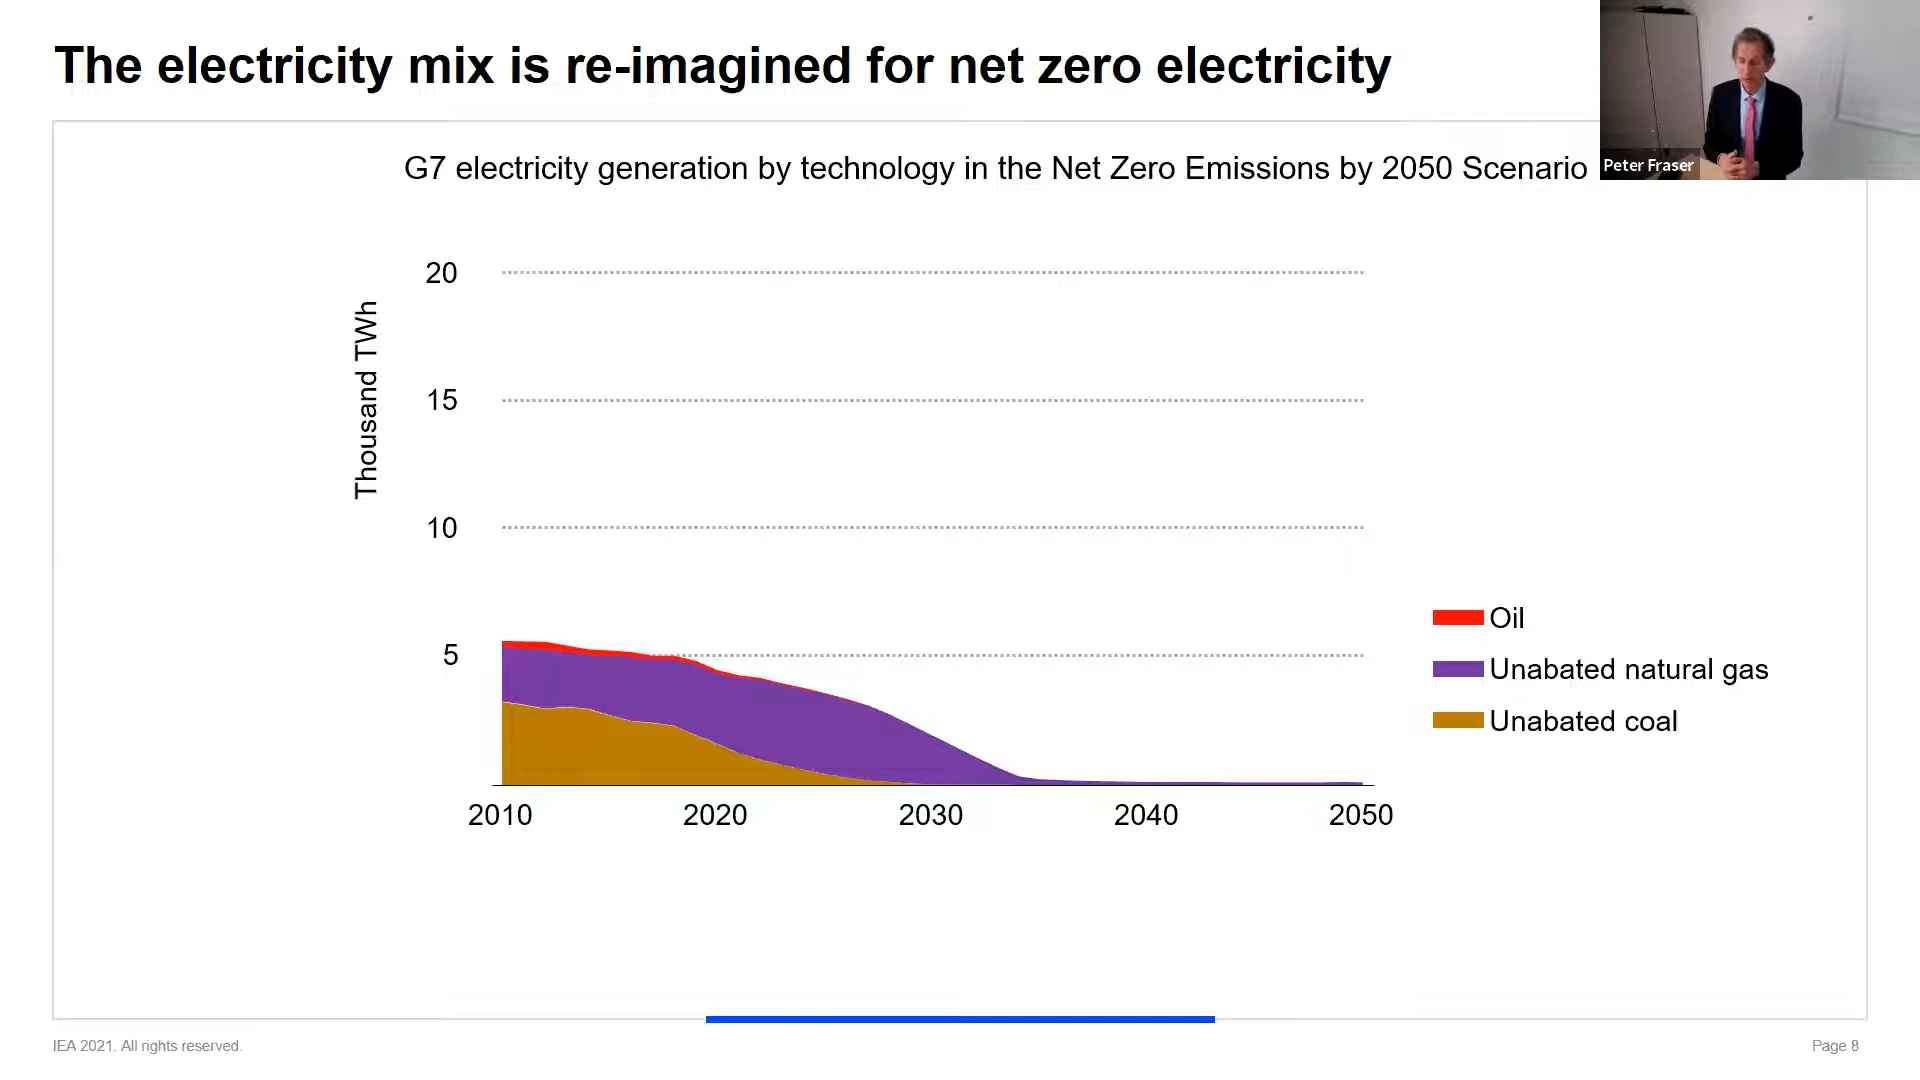 The electricity mix is re-imagined for net zero electricity
Peter Fraser
G7 electricity generation by technology in the Net Zero Emissions by 2050 Scenario
Thousand TWh
20
15
10
5
2010 2020 2030 2040 2050
Oil
Unabated natural gas
Unabated coal
IEA 2021. All rights reserved.
Page 8